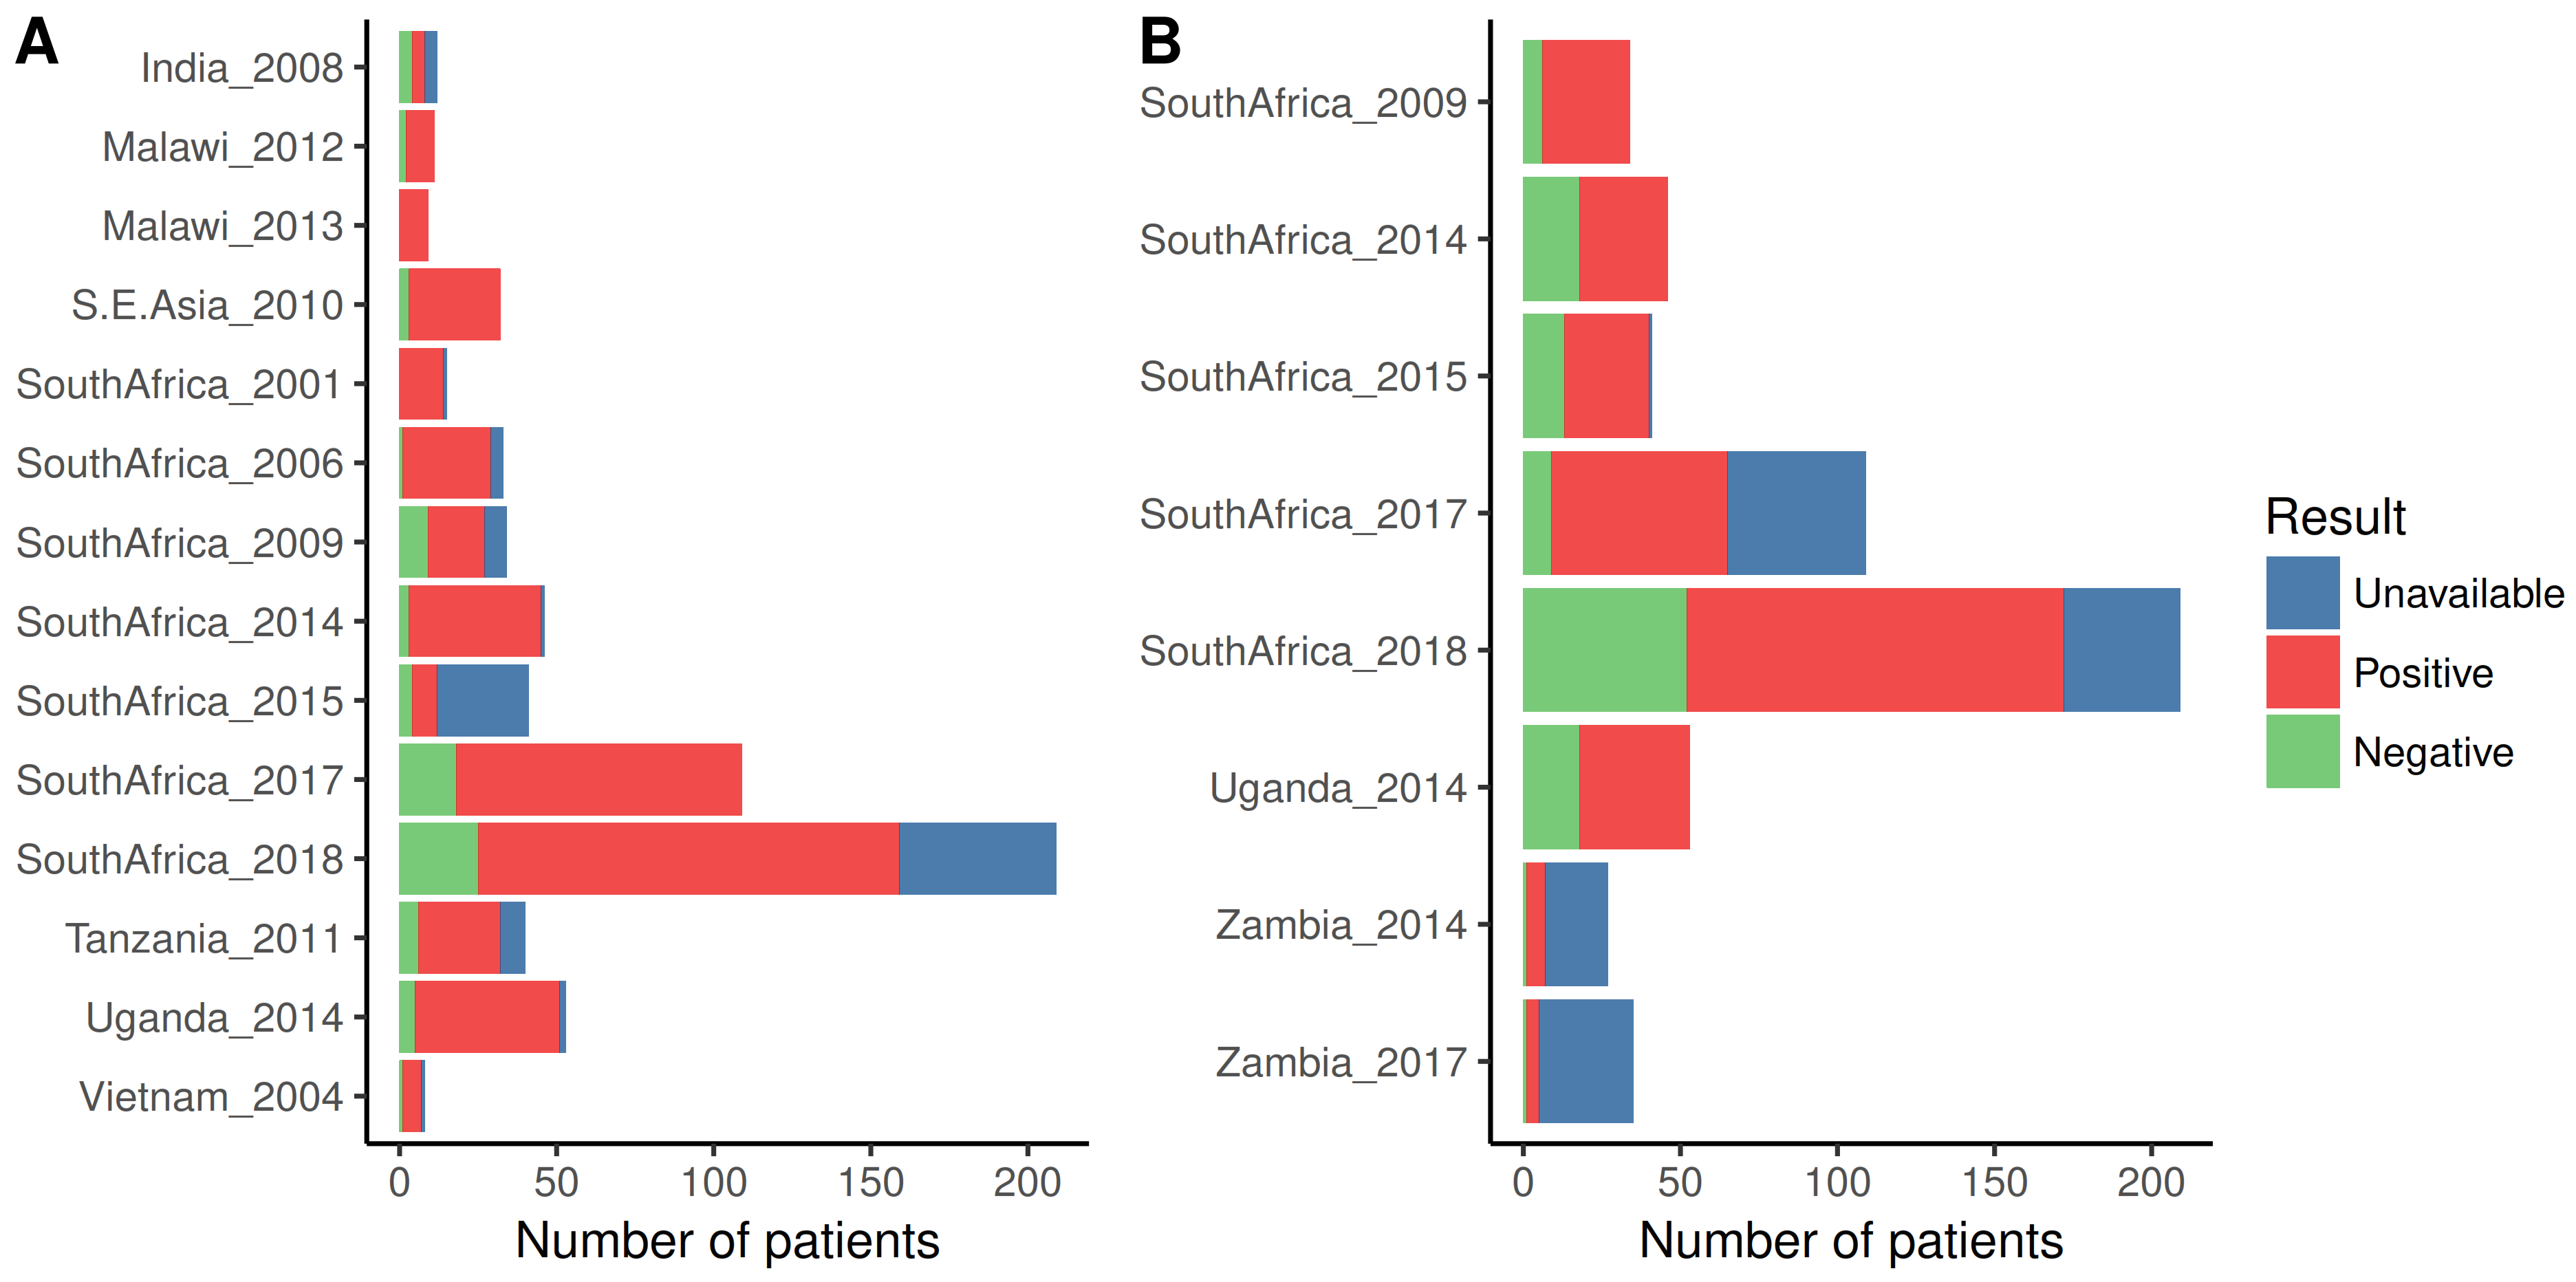 A
India_2008
Malawi_2012
Malawi_2013
S.E.Asia_2010
SouthAfrica_2001
SouthAfrica_2006
SouthAfrica_2009
SouthAfrica_2014
SouthAfrica_2015
SouthAfrica_2017
SouthAfrica_2018
Tanzania_2011
Uganda_2014
Vietnam_2004
0 50 100 150 200
Number of patients
B
SouthAfrica_2009
SouthAfrica_2014
SouthAfrica_2015
SouthAfrica_2017
SouthAfrica_2018
Uganda_2014
Zambia_2014
Zambia_2017
0 50 100 150 200
Number of patients
Result
Unavailable
Positive
Negative